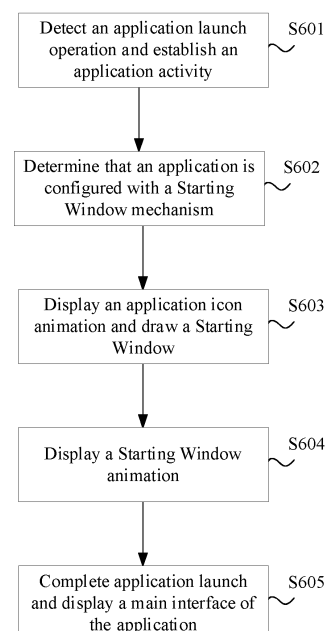 Detect an application launch
operation and establish an
application activity
S601
Determine that an application is
configured with a Starting
Window mechanism
S602
Display an application icon
animation and draw a Starting
Window
S603
Display a Starting Window
animation
S604
Complete application launch
and display a main interface of
the application
S605